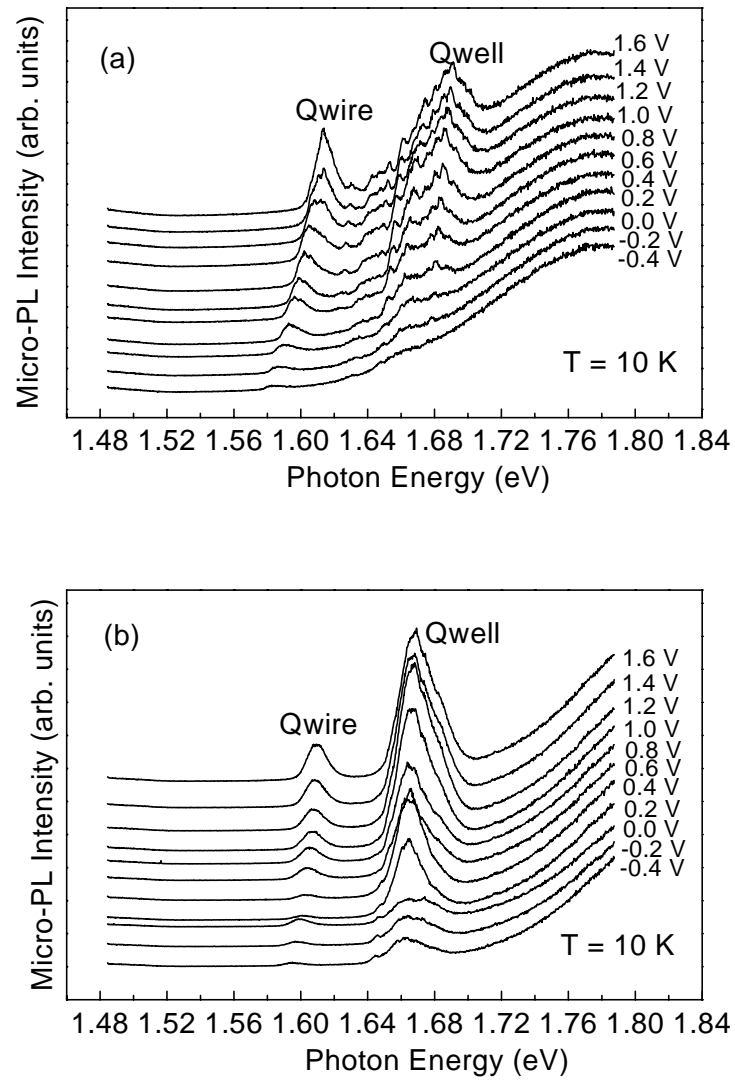 (a)
Qwire
Qwell
1.6 V
1.4 V
1.2 V
1.0 V
0.8 V
0.6 V
0.4 V
0.2 V
0.0 V
-0.2 V
-0.4 V
T = 10 K
Micro-PL Intensity (arb. units)
1.48 1.52 1.56 1.60 1.64 1.68 1.72 1.76 1.80 1.84
Photon Energy (eV)
(b)
Qwell
Qwire
1.6 V
1.4 V
1.2 V
1.0 V
0.8 V
0.6 V
0.4 V
0.2 V
0.0 V
-0.2 V
-0.4 V
T = 10 K
Micro-PL Intensity (arb. units)
1.48 1.52 1.56 1.60 1.64 1.68 1.72 1.76 1.80 1.84
Photon Energy (eV)